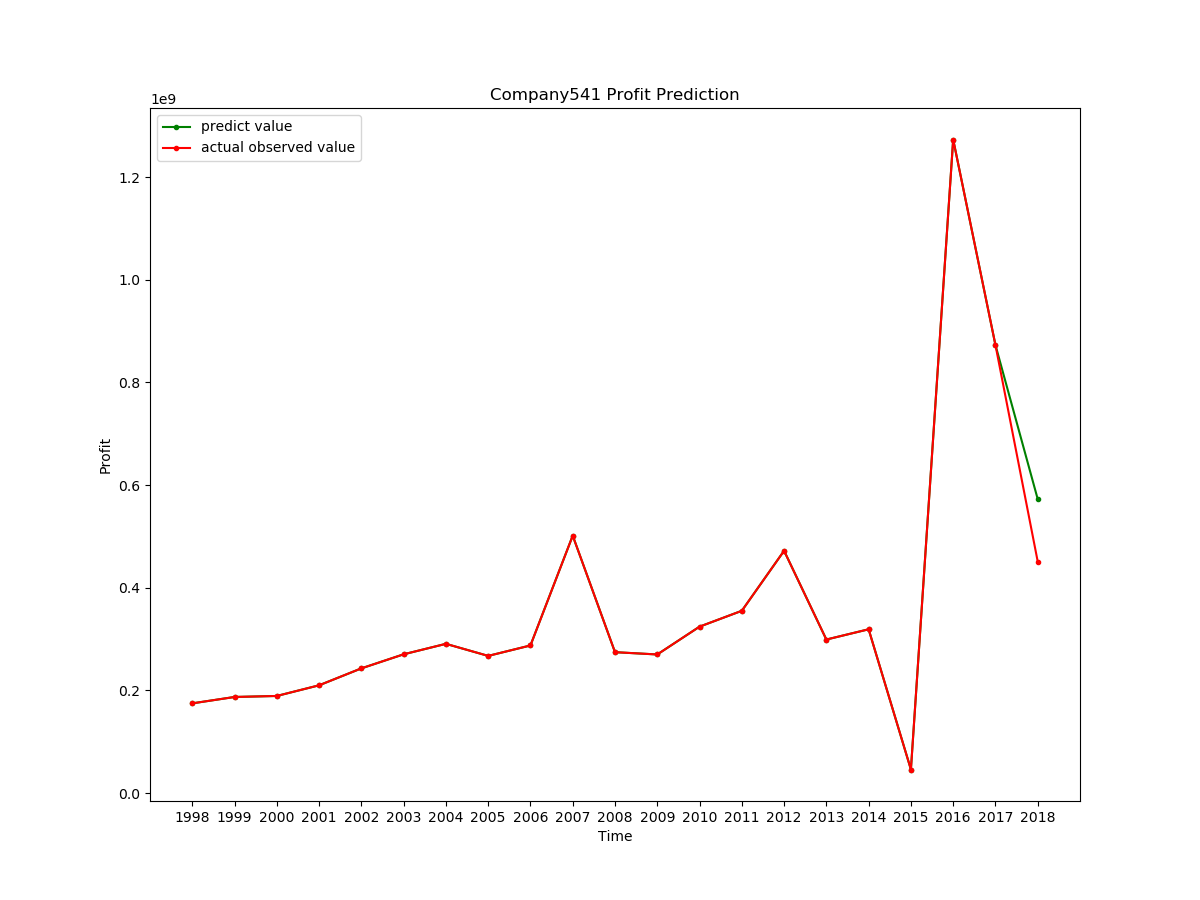 Company541 Profit Prediction
1e9
predict value
actual observed value
1.2
1.0
0.8
0.6
0.4
0.2
0.0
Profit
1998 1999 2000 2001 2002 2003 2004 2005 2006 2007 2008 2009 2010 2011 2012 2013 2014 2015 2016 2017 2018
Time